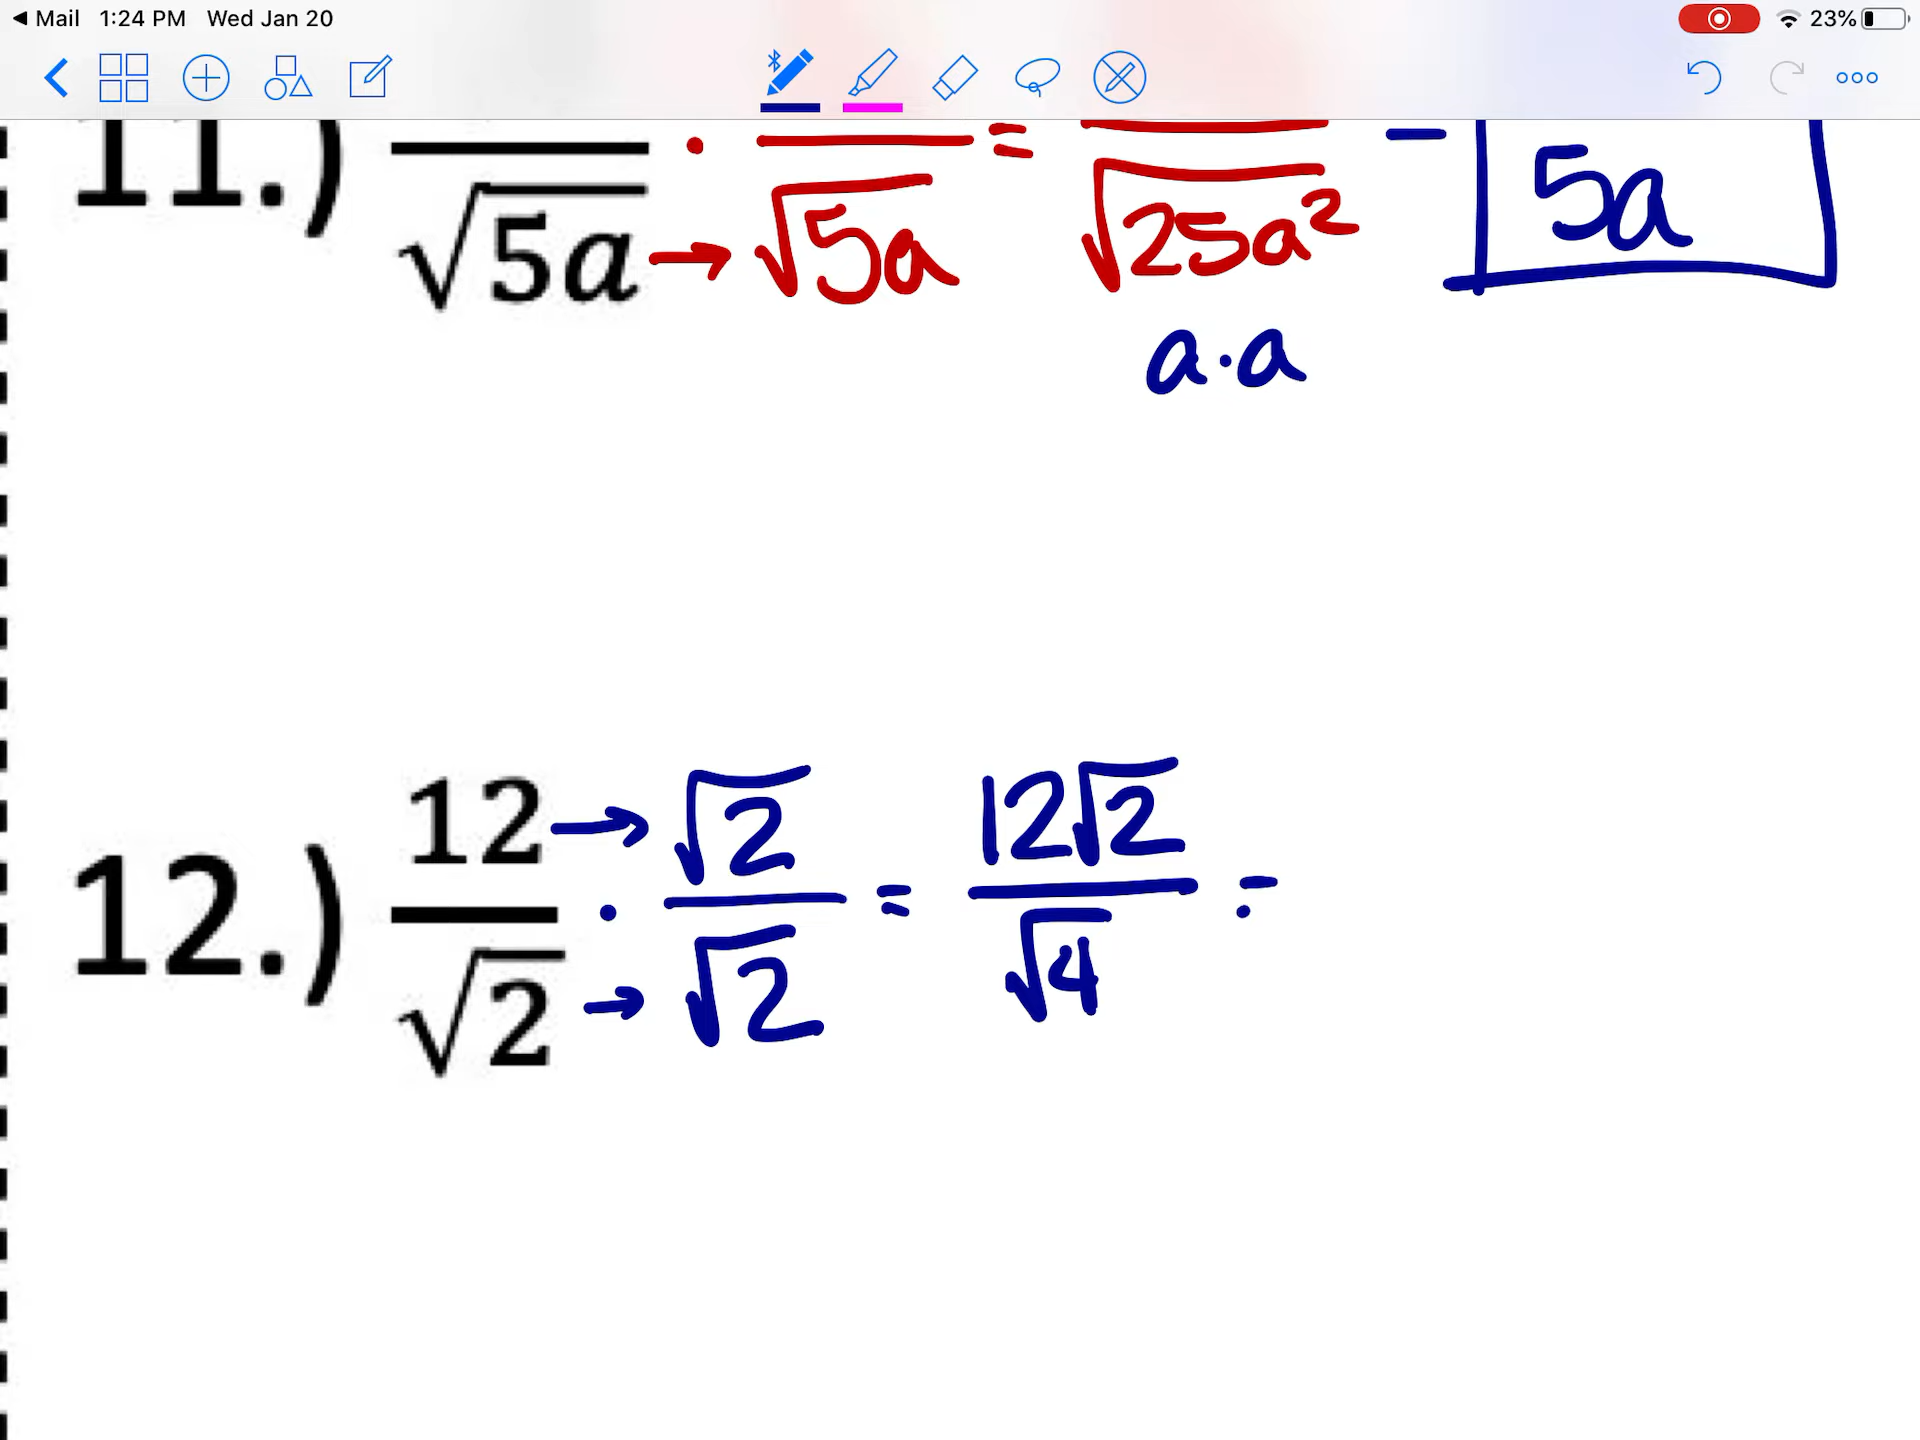 Mail 1:24 PM Wed Jan 20 23%
11.) — · — = — = —
√5a → √5a √25a² 5a
a·a
12.) 12/√2 → · √2/√2 = 12√2/√4 =